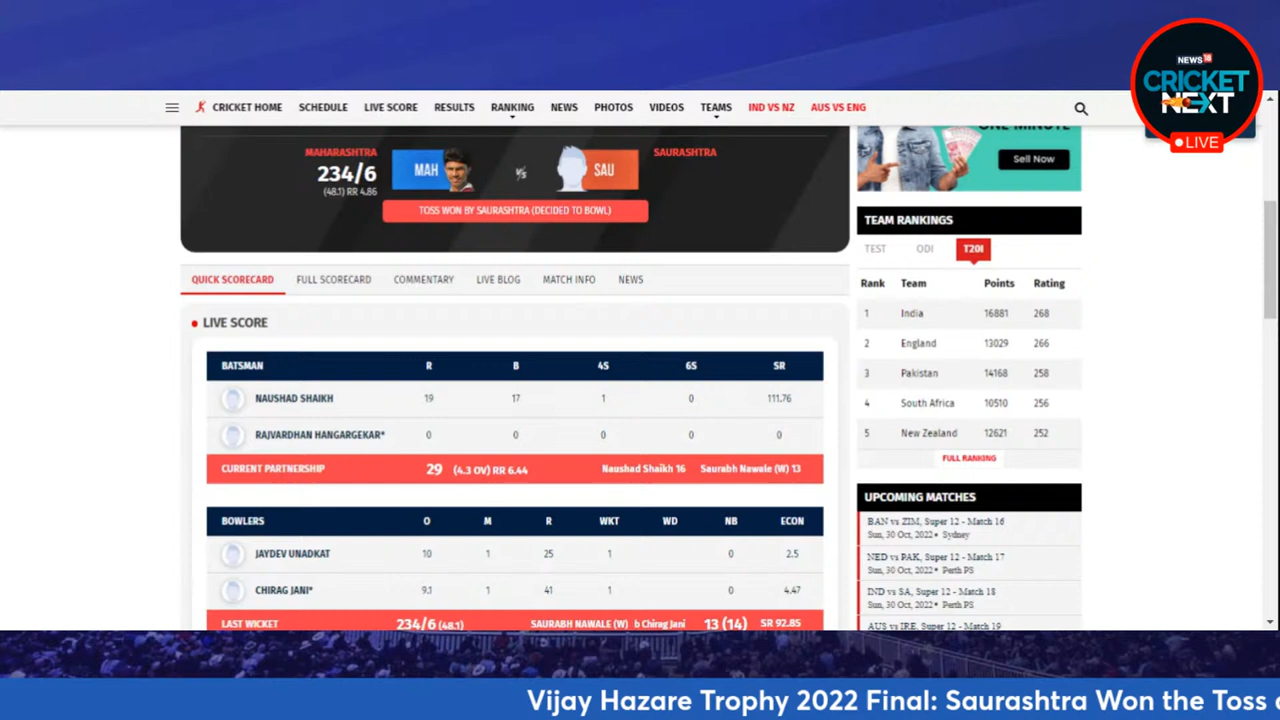 NEWS18
CRICKET
NEXT
LIVE
CRICKET HOME SCHEDULE LIVE SCORE RESULTS RANKING NEWS PHOTOS VIDEOS TEAMS IND VS NZ AUS VS ENG
MAHARASHTRA
234/6
(48.1) RR 4.86
MAH
V/S
SAU
SAURASHTRA
TOSS WON BY SAURASHTRA (DECIDED TO BOWL)
ONE MINUTE
Sell Now
QUICK SCORECARD FULL SCORECARD COMMENTARY LIVE BLOG MATCH INFO NEWS
LIVE SCORE
BATSMAN R B 4S 6S SR
NAUSHAD SHAIKH 19 17 1 0 111.76
RAJVARDHAN HANGARGEKAR* 0 0 0 0 0
CURRENT PARTNERSHIP 29 (4.3 OV) RR 6.44 Naushad Shaikh 16 Saurabh Nawale (W) 13
BOWLERS O M R WKT WD NB ECON
JAYDEV UNADKAT 10 1 25 1 0 2.5
CHIRAG JANI* 9.1 1 41 1 0 4.47
LAST WICKET 234/6 (48.1) SAURABH NAWALE (W) b Chirag Jani 13 (14) SR 92.85
TEAM RANKINGS
TEST ODI T20I
Rank Team Points Rating
1 India 16881 268
2 England 13029 266
3 Pakistan 14168 258
4 South Africa 10510 256
5 New Zealand 12621 252
FULL RANKING
UPCOMING MATCHES
BAN vs ZIM, Super 12 - Match 16
Sun, 30 Oct, 2022 • Sydney
NED vs PAK, Super 12 - Match 17
Sun, 30 Oct, 2022 • Perth PS
IND vs SA, Super 12 - Match 18
Sun, 30 Oct, 2022 • Perth PS
AUS vs IRE, Super 12 - Match 19
Vijay Hazare Trophy 2022 Final: Saurashtra Won the Toss